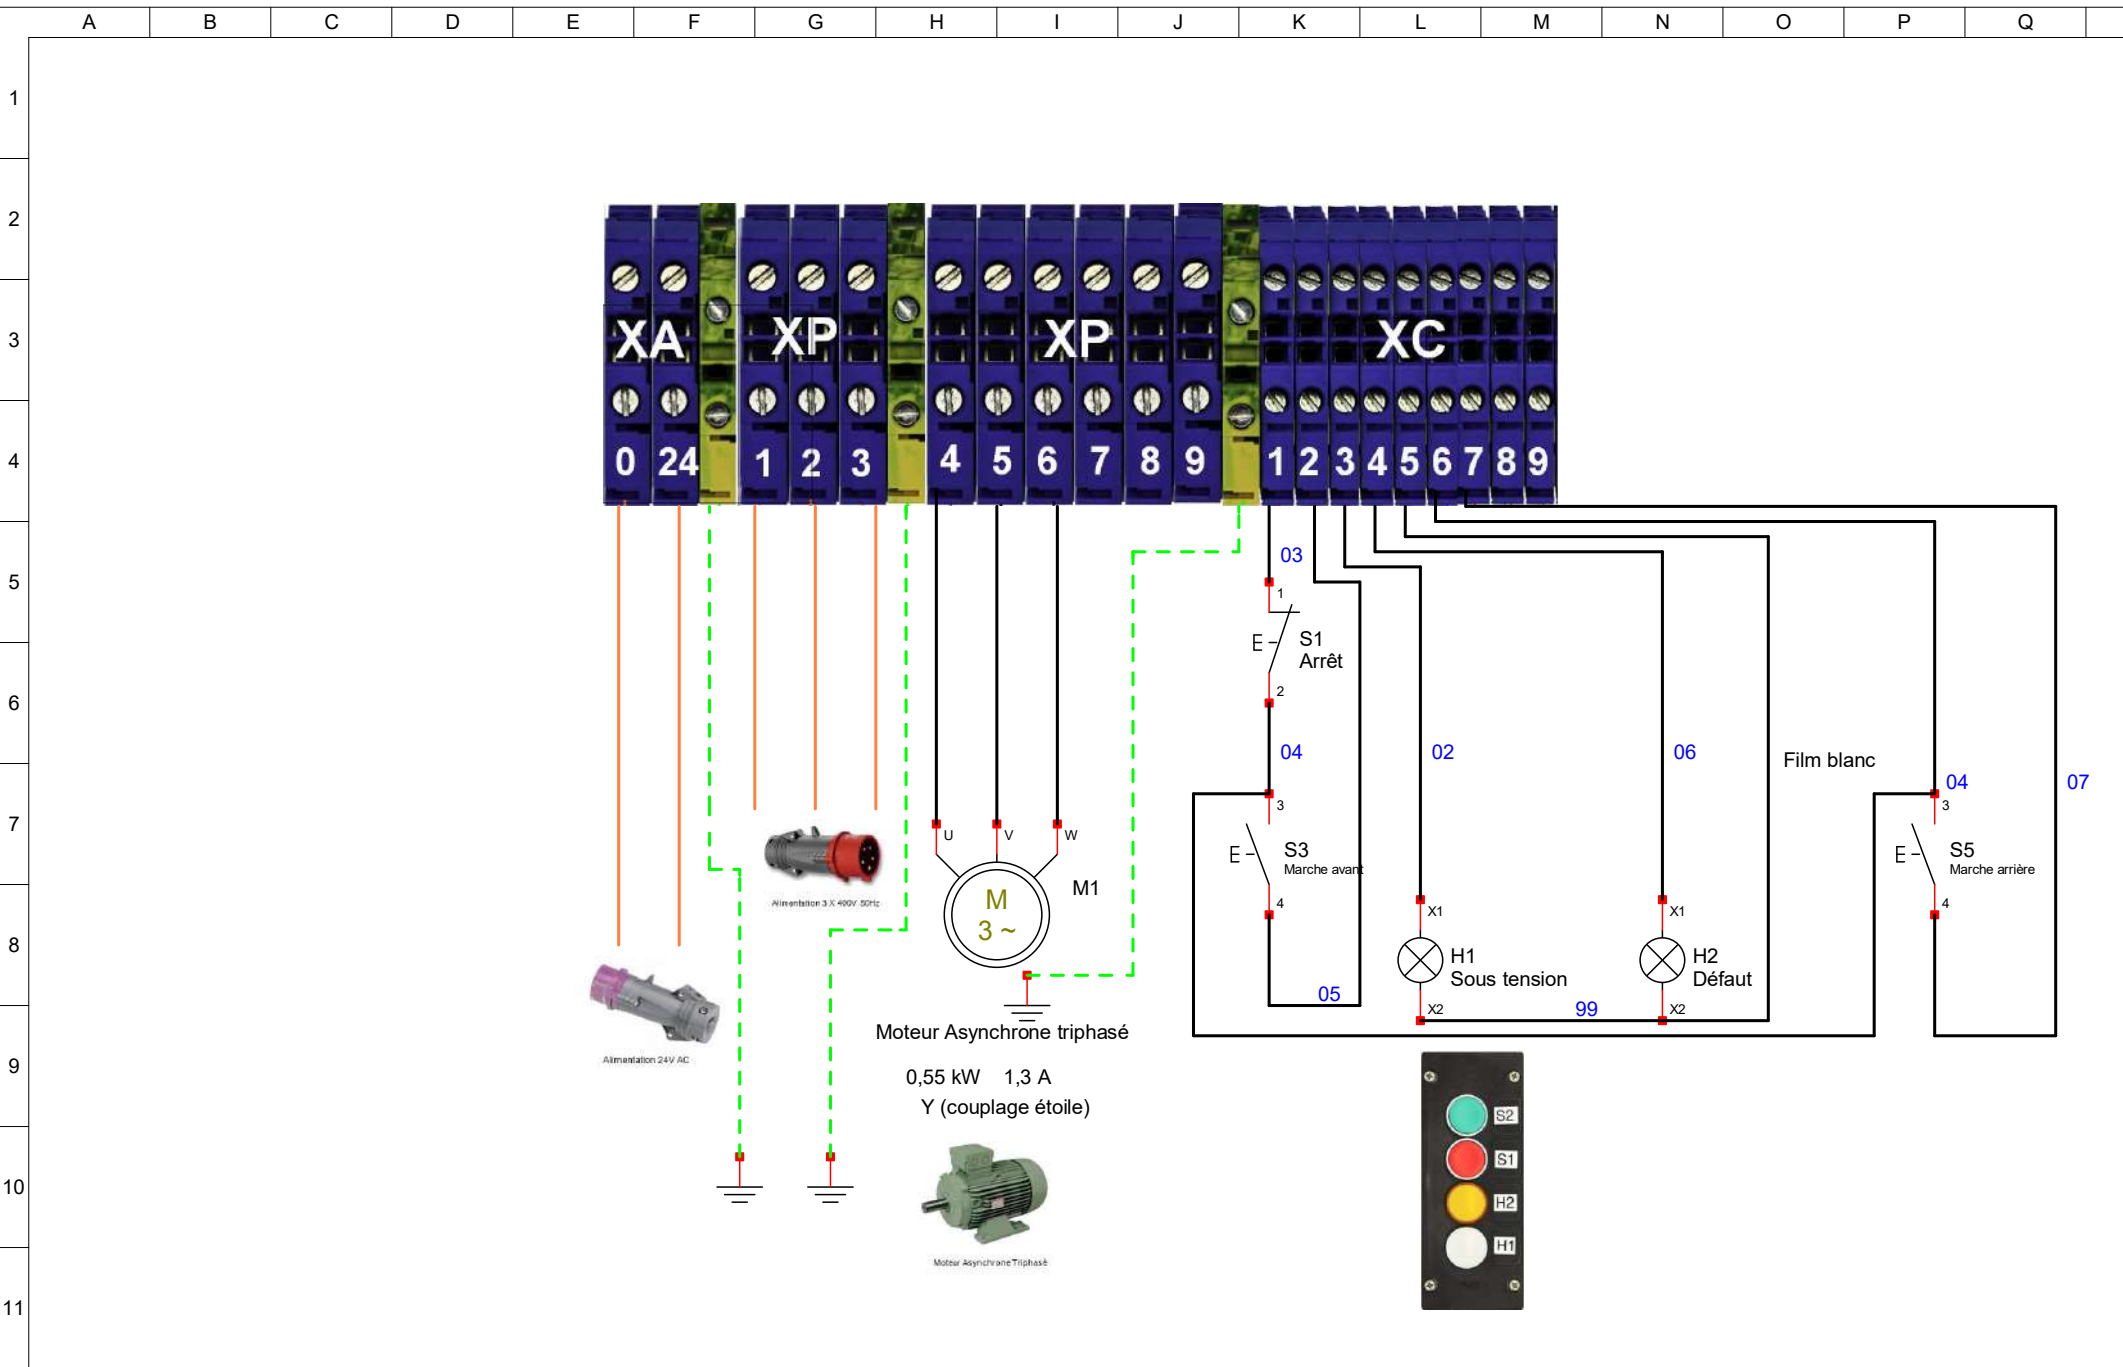 A B C D E F G H I J K L M N O P Q
1
2
3
XA XP XP XC
4
0 24 1 2 3 4 5 6 7 8 9 1 2 3 4 5 6 7 8 9
03
5
1
E S1
Arrêt
2
6
04 02 06 Film blanc
04 07
3 3
7
U V W
E S3
Marche avant
E S5
Marche arrière
M1
M
3 ~
Alimentation 3 X 400V 50Hz
4 4
X1 X1
8
H1
Sous tension
H2
Défaut
05
X2 99 X2
Moteur Asynchrone triphasé
Alimentation 24V AC
9
0,55 kW 1,3 A
Y (couplage étoile)
S2
S1
10
H2
H1
Moteur Asynchrone Triphasé
11